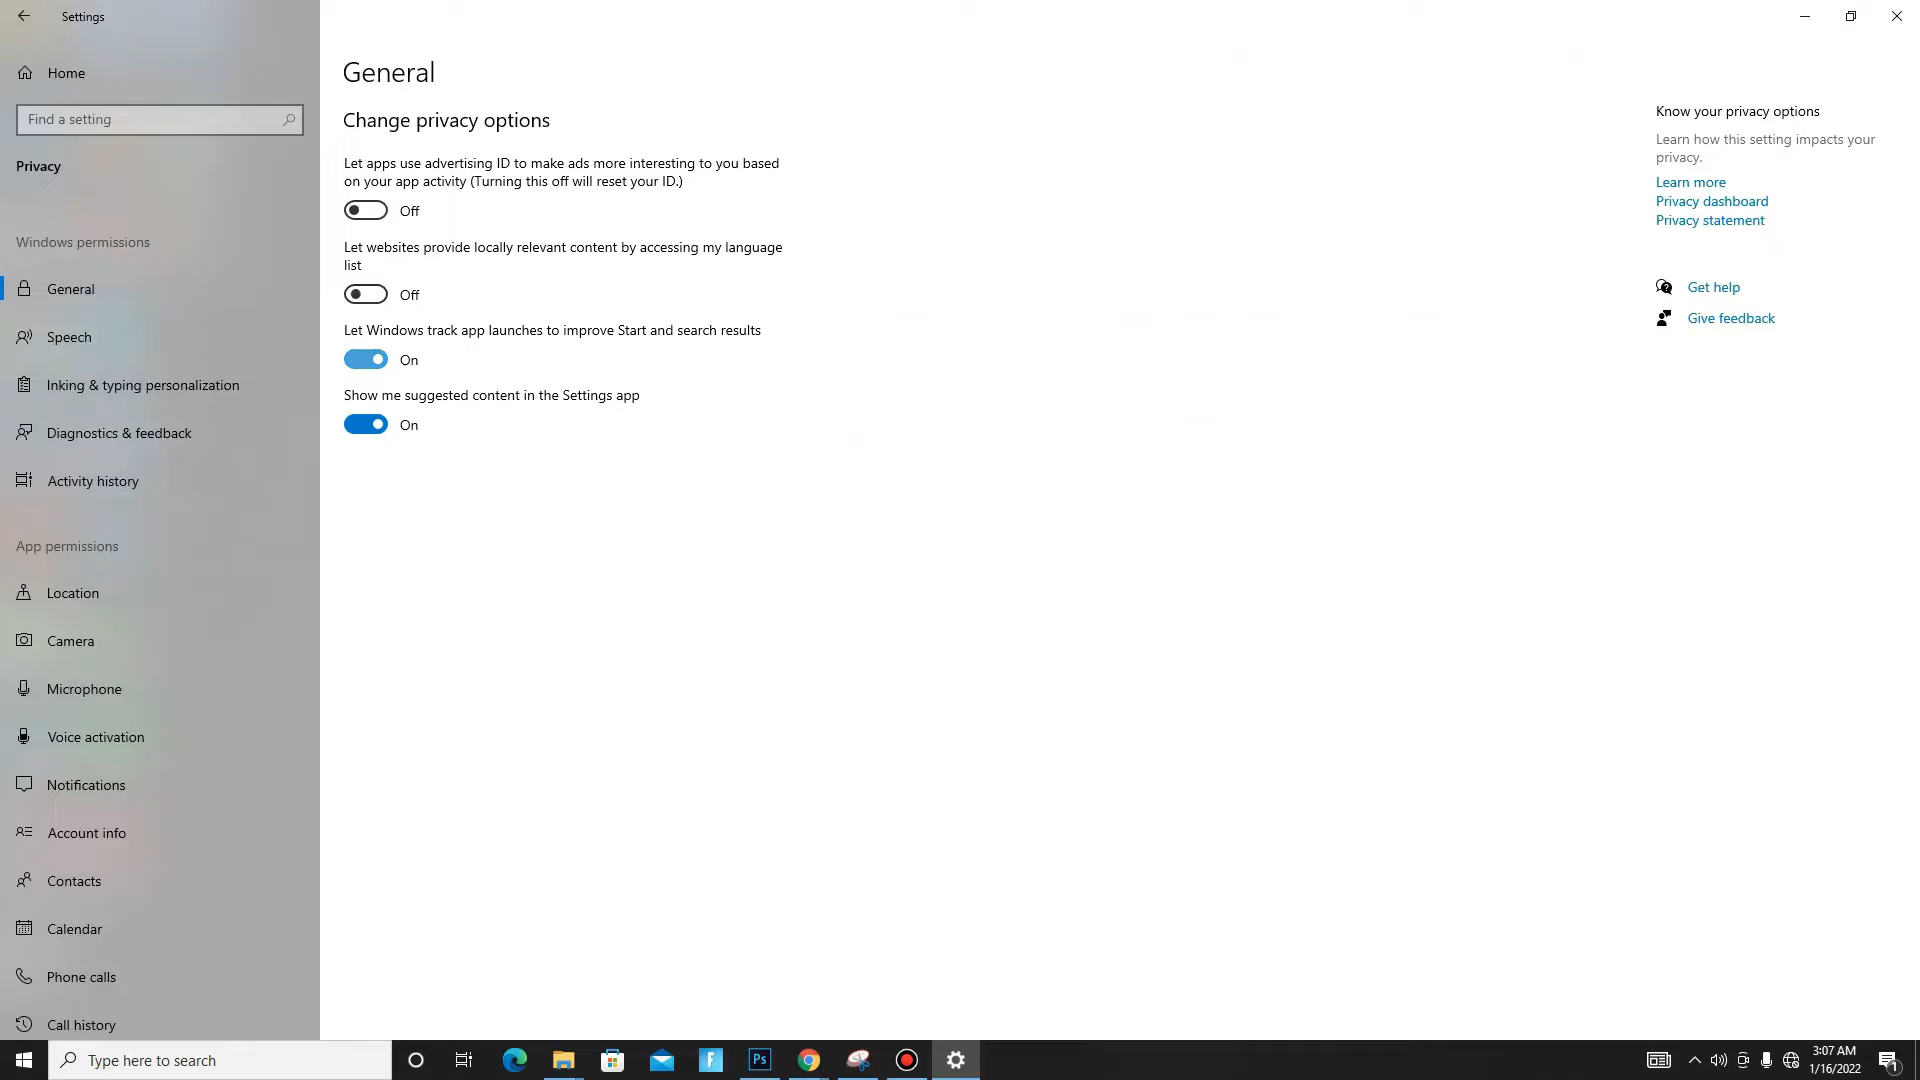 Settings
Home
Find a setting
Privacy
Windows permissions
General
Speech
Inking & typing personalization
Diagnostics & feedback
Activity history
App permissions
Location
Camera
Microphone
Voice activation
Notifications
Account info
Contacts
Calendar
Phone calls
Call history
General
Change privacy options
Let apps use advertising ID to make ads more interesting to you based
on your app activity (Turning this off will reset your ID.)
Off
Let websites provide locally relevant content by accessing my language
list
Off
Let Windows track app launches to improve Start and search results
On
Show me suggested content in the Settings app
On
Know your privacy options
Learn how this setting impacts your
privacy.
Learn more
Privacy dashboard
Privacy statement
Get help
Give feedback
Type here to search
F
Ps
3:07 AM
1/16/2022
1